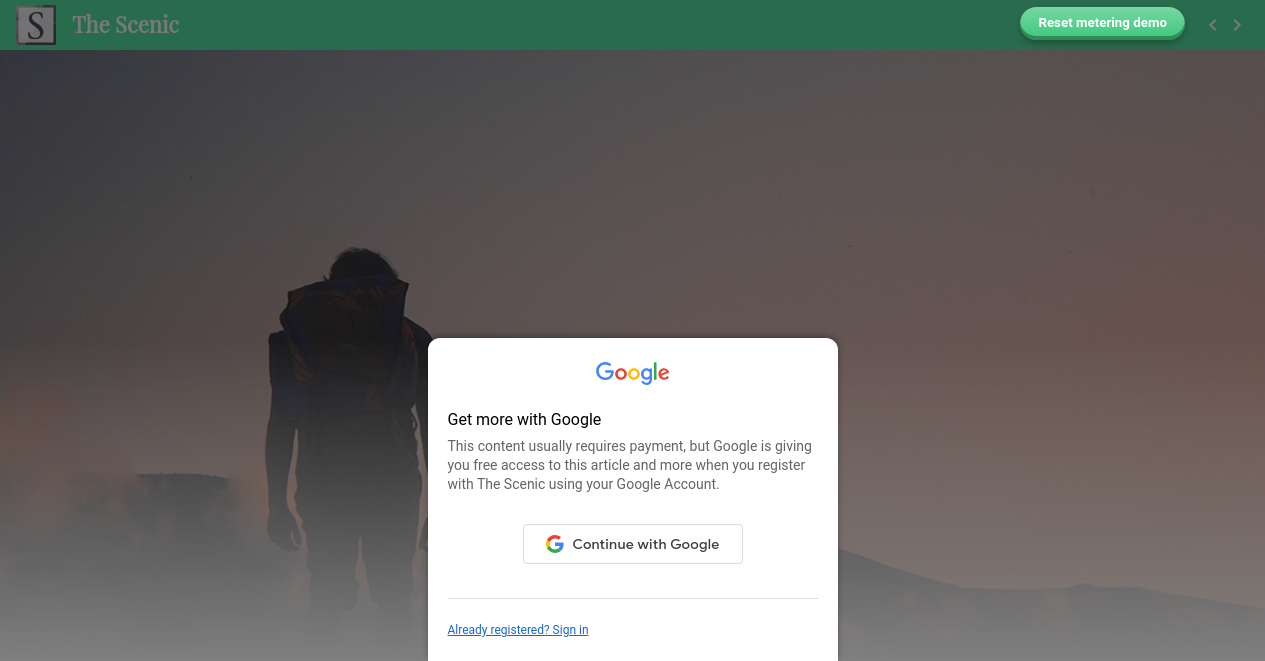 S The Scenic
Reset metering demo
Google
Get more with Google
This content usually requires payment, but Google is giving
you free access to this article and more when you register
with The Scenic using your Google Account.
Continue with Google
Already registered? Sign in